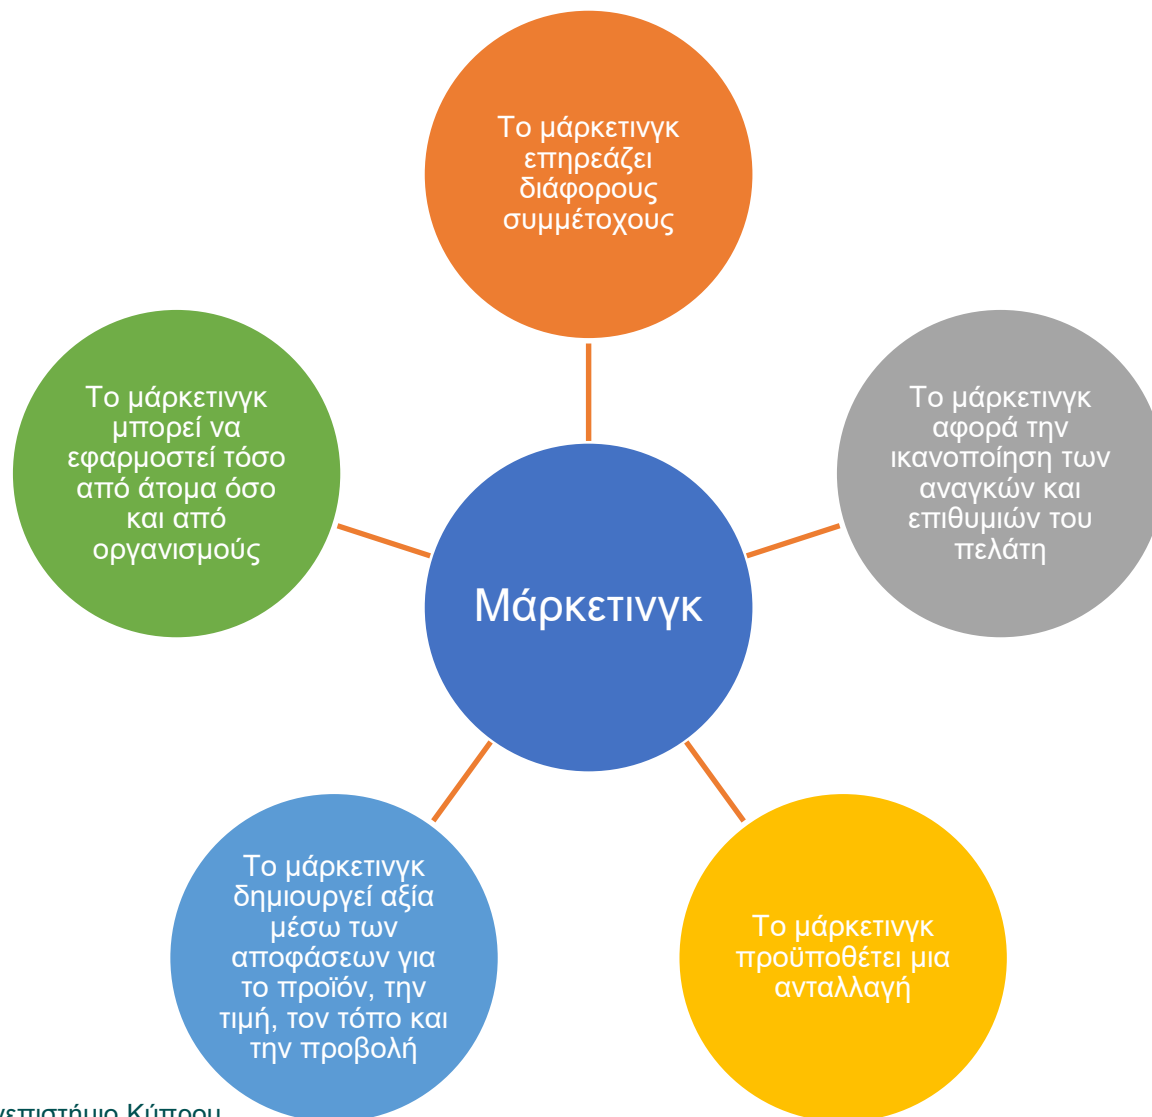 Το μάρκετινγκ
επηρεάζει
διάφορους
συμμέτοχους
Το μάρκετινγκ
μπορεί να
εφαρμοστεί τόσο
από άτομα όσο
και από
οργανισμούς
Το μάρκετινγκ
αφορά την
ικανοποίηση των
αναγκών και
επιθυμιών του
πελάτη
Μάρκετινγκ
Το μάρκετινγκ
δημιουργεί αξία
μέσω των
αποφάσεων για
το προϊόν, την
τιμή, τον τόπο και
την προβολή
Το μάρκετινγκ
προϋποθέτει μια
ανταλλαγή
νεπιστήμιο Κύπρου